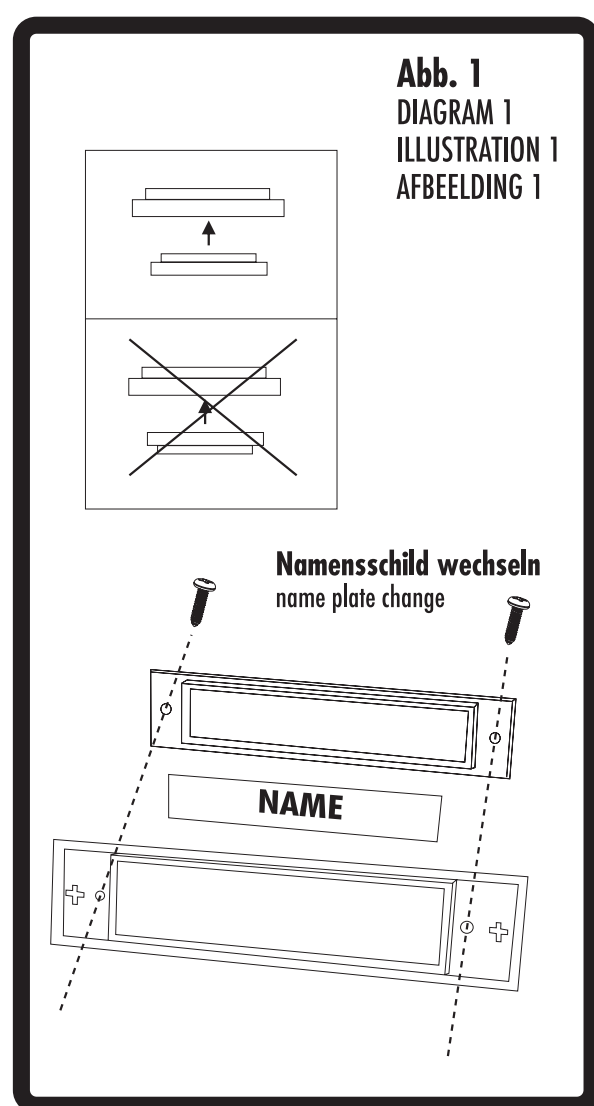 Abb. 1
DIAGRAM 1
ILLUSTRATION 1
AFBEELDING 1
Namensschild wechseln
name plate change
NAME